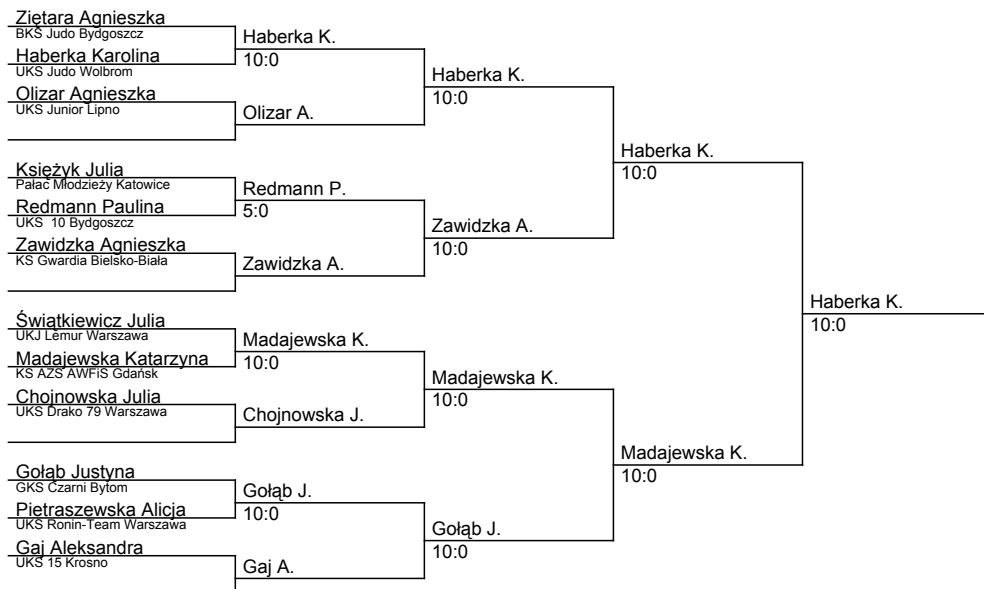 Ziętara Agnieszka
BKS Judo Bydgoszcz
Haberka Karolina
UKS Judo Wolbrom
Olizar Agnieszka
UKS Junior Lipno
Księżyk Julia
Pałac Młodzieży Katowice
Redmann Paulina
UKS 10 Bydgoszcz
Zawidzka Agnieszka
KS Gwardia Bielsko-Biała
Świątkiewicz Julia
UKJ Lemur Warszawa
Madajewska Katarzyna
KS AZS AWFiS Gdańsk
Chojnowska Julia
UKS Drako 79 Warszawa
Gołąb Justyna
GKS Czarni Bytom
Pietraszewska Alicja
UKS Ronin-Team Warszawa
Gaj Aleksandra
UKS 15 Krosno
Haberka K.
10:0
Olizar A.
Redmann P.
5:0
Zawidzka A.
Madajewska K.
10:0
Chojnowska J.
Gołąb J.
10:0
Gaj A.
Haberka K.
10:0
Zawidzka A.
10:0
Madajewska K.
10:0
Gołąb J.
10:0
Haberka K.
10:0
Madajewska K.
10:0
Haberka K.
10:0